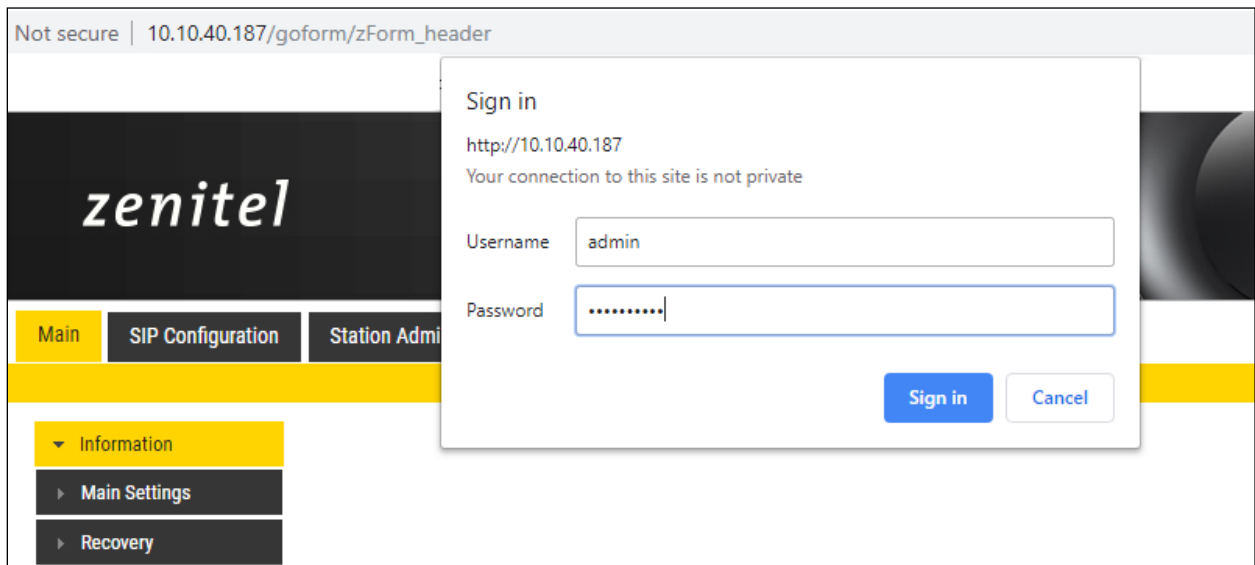 Not secure | 10.10.40.187/goform/zForm_header
Sign in
http://10.10.40.187
Your connection to this site is not private
zenitel
Username admin
Password ••••••••••
Main SIP Configuration Station Admi
Sign in Cancel
Information
Main Settings
Recovery